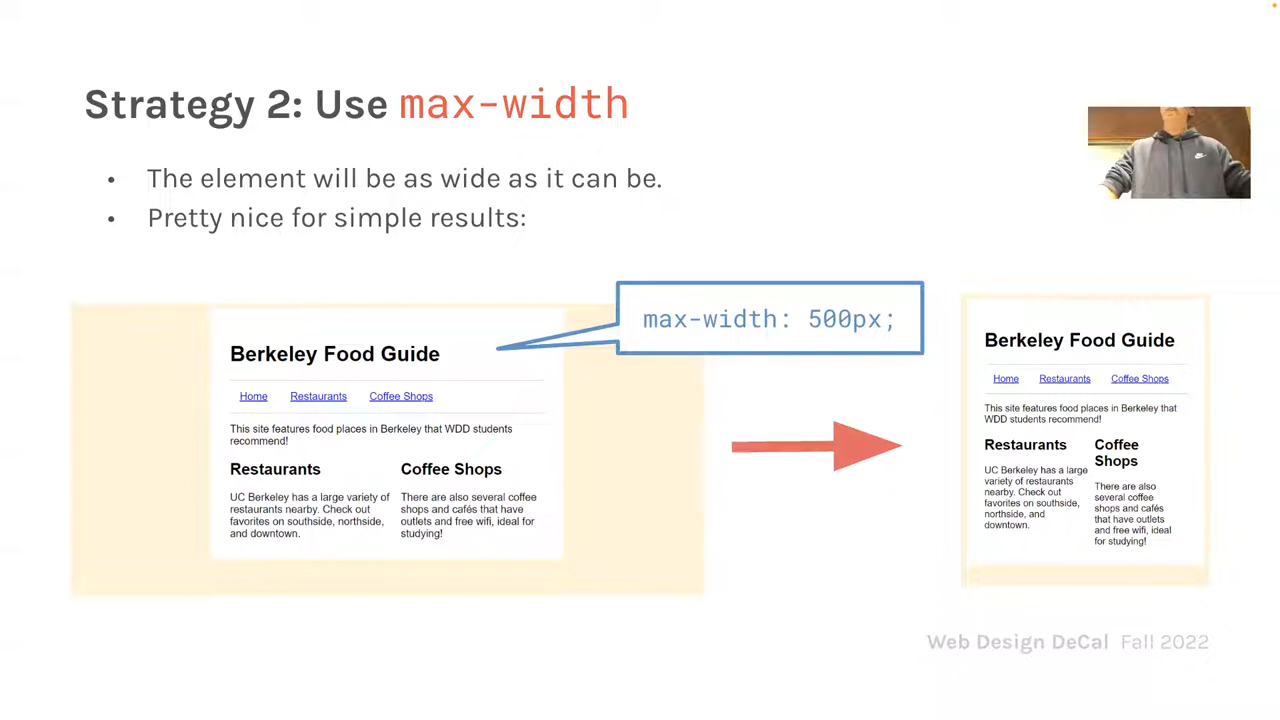 Strategy 2: Use max-width
• The element will be as wide as it can be.
• Pretty nice for simple results:
max-width: 500px;
Berkeley Food Guide
Home Restaurants Coffee Shops
This site features food places in Berkeley that WDD students
recommend!
Restaurants
UC Berkeley has a large variety of
restaurants nearby. Check out
favorites on southside, northside,
and downtown.
Coffee Shops
There are also several coffee
shops and cafés that have
outlets and free wifi, ideal for
studying!
Berkeley Food Guide
Home Restaurants Coffee Shops
This site features food places in Berkeley that WDD students
recommend!
Restaurants
UC Berkeley has a large
variety of restaurants
nearby. Check out
favorites on southside,
northside, and
downtown.
Coffee
Shops
There are also
several coffee
shops and cafés
that have outlets
and free wifi, ideal
for studying!
Web Design DeCal Fall 2022